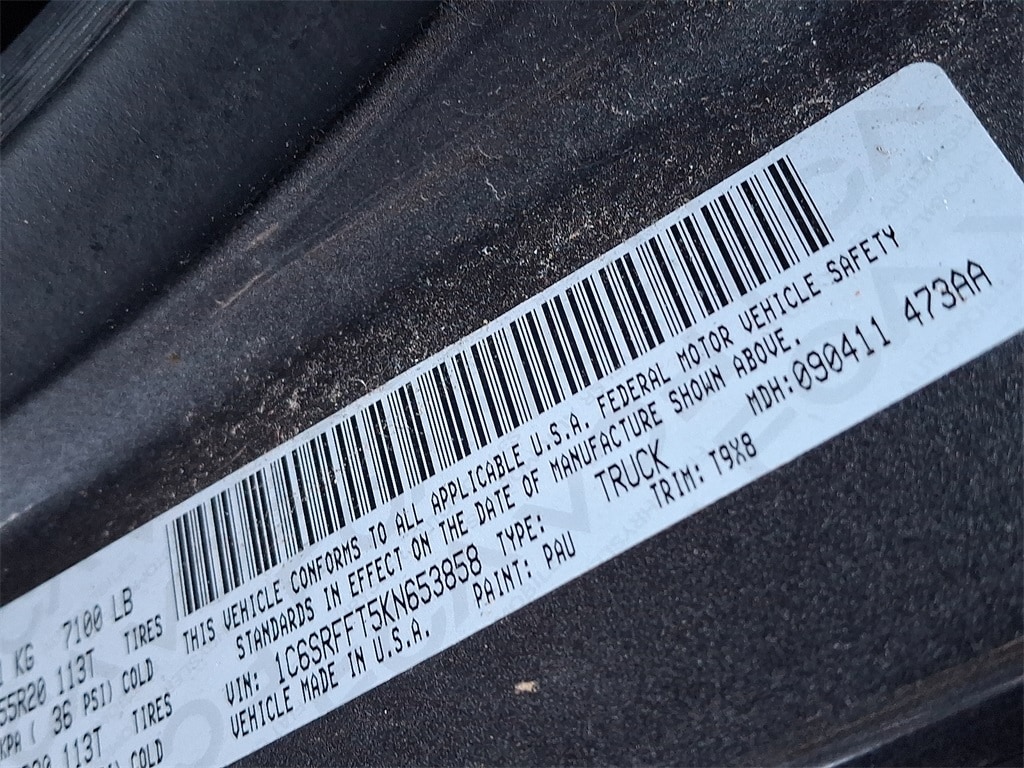 KG 7100 LB
55R20 113T TIRES
KPA ( 36 PSI) COLD
113T TIRES
COLD
THIS VEHICLE CONFORMS TO ALL APPLICABLE U.S.A. FEDERAL MOTOR VEHICLE SAFETY
STANDARDS IN EFFECT ON THE DATE OF MANUFACTURE SHOWN ABOVE.
VIN: 1C6SRFFT5KN653858 TYPE: TRUCK MDH:090411 473AA
VEHICLE MADE IN U.S.A. PAINT: PAU TRIM: T9X8